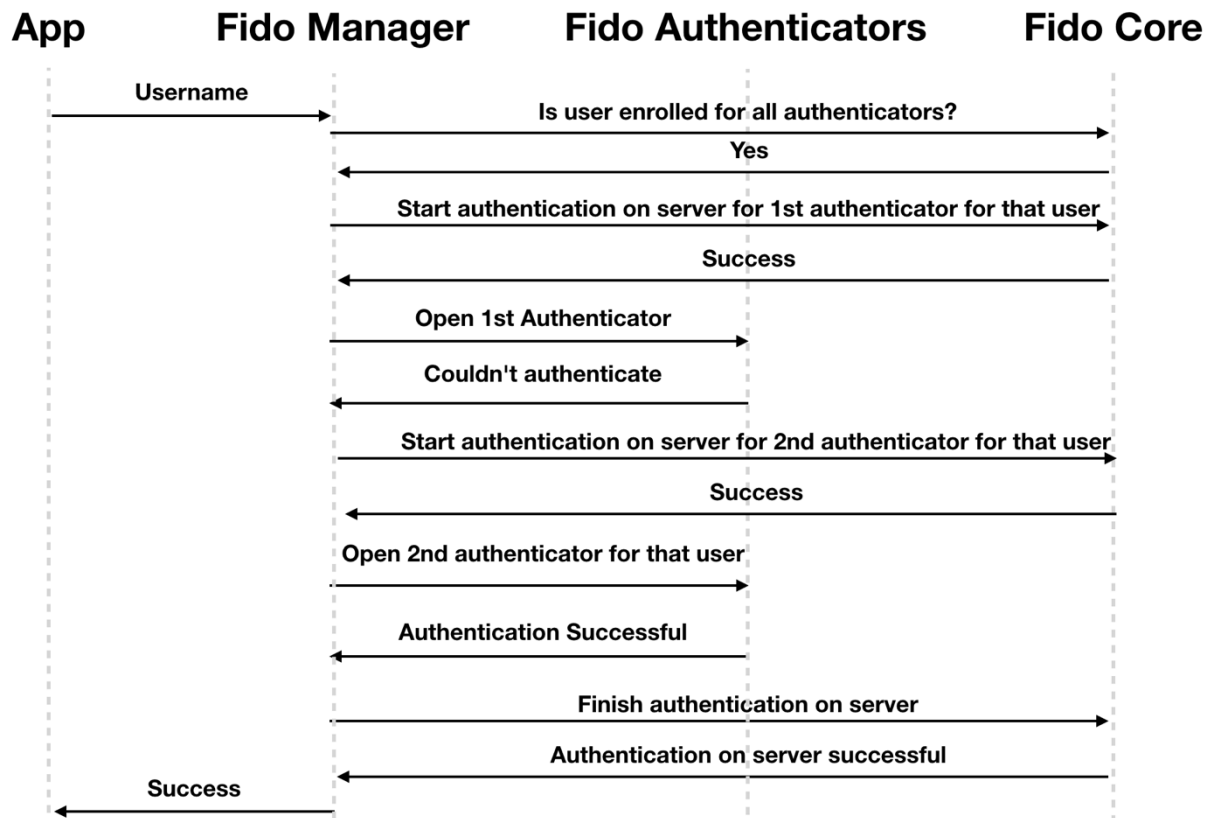 App Fido Manager Fido Authenticators Fido Core
Username
Is user enrolled for all authenticators?
Yes
Start authentication on server for 1st authenticator for that user
Success
Open 1st Authenticator
Couldn't authenticate
Start authentication on server for 2nd authenticator for that user
Success
Open 2nd authenticator for that user
Authentication Successful
Finish authentication on server
Authentication on server successful
Success